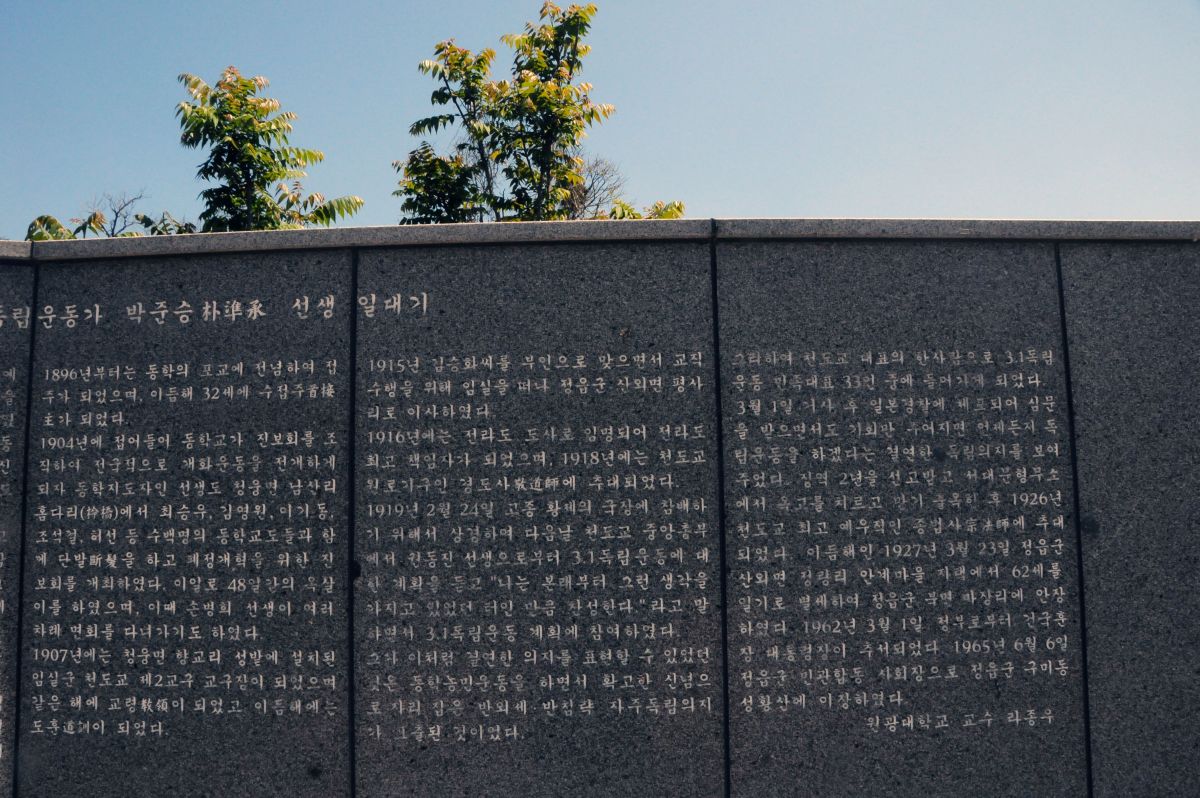 독립운동가 박준승朴準承 선생 일대기
에
을
동
1896년부터는 동학의 포교에 전념하여 접
주가 되었으며, 이듬해 32세에 수접주首接
主가 되었다.
1904년에 접어들어 동학교가 진보회를 조
직하여 전국적으로 개화운동을 전개하게
되자 동학지도자인 선생도 청웅면 남산리
흠다리(拎橋)에서 최승우, 김영원, 이기동,
조석걸, 허선 등 수백명의 동학교도들과 함
께 단발斷髮을 하고 폐정개혁을 위한 진
보회를 개최하였다. 이일로 48일간의 옥살
이를 하였으며, 이때 손병희 선생이 여러
차례 면회를 다녀가기도 하였다.
1907년에는 청웅면 향교리 성밭에 설치된
임실군 천도교 제2교구 교구장이 되었으며
같은 해에 교령敎領이 되었고 이듬해에는
도훈道訓이 되었다.
1915년 김승화씨를 부인으로 맞으면서 교직
수행을 위해 임실을 떠나 정읍군 산외면 평사
리로 이사하였다.
1916년에는 전라도 도사로 임명되어 전라도
최고 책임자가 되었으며, 1918년에는 천도교
원로기구인 경도사敬道師에 추대되었다.
1919년 2월 24일 고종 황제의 국장에 참배하
기 위해서 상경하여 다음날 천도교 중앙총부
에서 권동진 선생으로부터 3.1독립운동에 대
한 계획을 듣고 "나는 본래부터 그런 생각을
가지고 있었던 터인 만큼 찬성한다."라고 말
하면서 3.1독립운동 계획에 참여하였다.
그가 이처럼 결연한 의지를 표현할 수 있었던
것은 동학농민운동을 하면서 확고한 신념으
로 자리 잡은 반외세·반침략 자주독립의지
가 표출된 것이었다.
그리하여 천도교 대표의 한사람으로 3.1독립
운동 민족대표 33인 중에 들어가게 되었다.
3월 1일 거사 후 일본경찰에 체포되어 심문
을 받으면서도 기회만 주어지면 언제든지 독
립운동을 하겠다는 결연한 독립의지를 보여
주었다. 징역 2년을 선고받고 서대문형무소
에서 옥고를 치르고 만기 출옥한 후 1926년
천도교 최고 예우직인 종법사宗法師에 추대
되었다. 이듬해인 1927년 3월 23일 정읍군
산외면 정량리 안계마을 자택에서 62세를
일기로 별세하여 정읍군 북면 마정리에 안장
하였다. 1962년 3월 1일 정부로부터 건국훈
장 대통령장이 추서되었다. 1965년 6월 6일
정읍군 민관합동 사회장으로 정읍군 구미동
성황산에 이장하였다.
원광대학교 교수 라종우